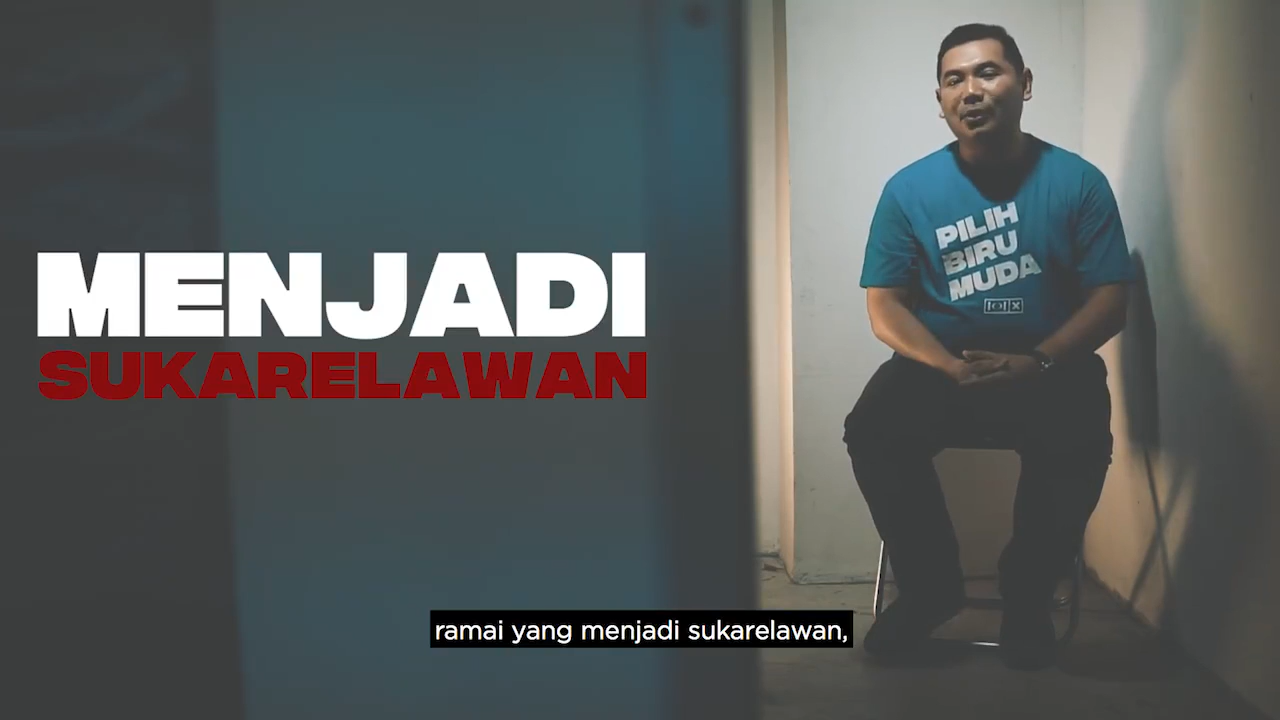 MENJADI
SUKARELAWAN
PILIH
BIRU
MUDA
ramai yang menjadi sukarelawan,